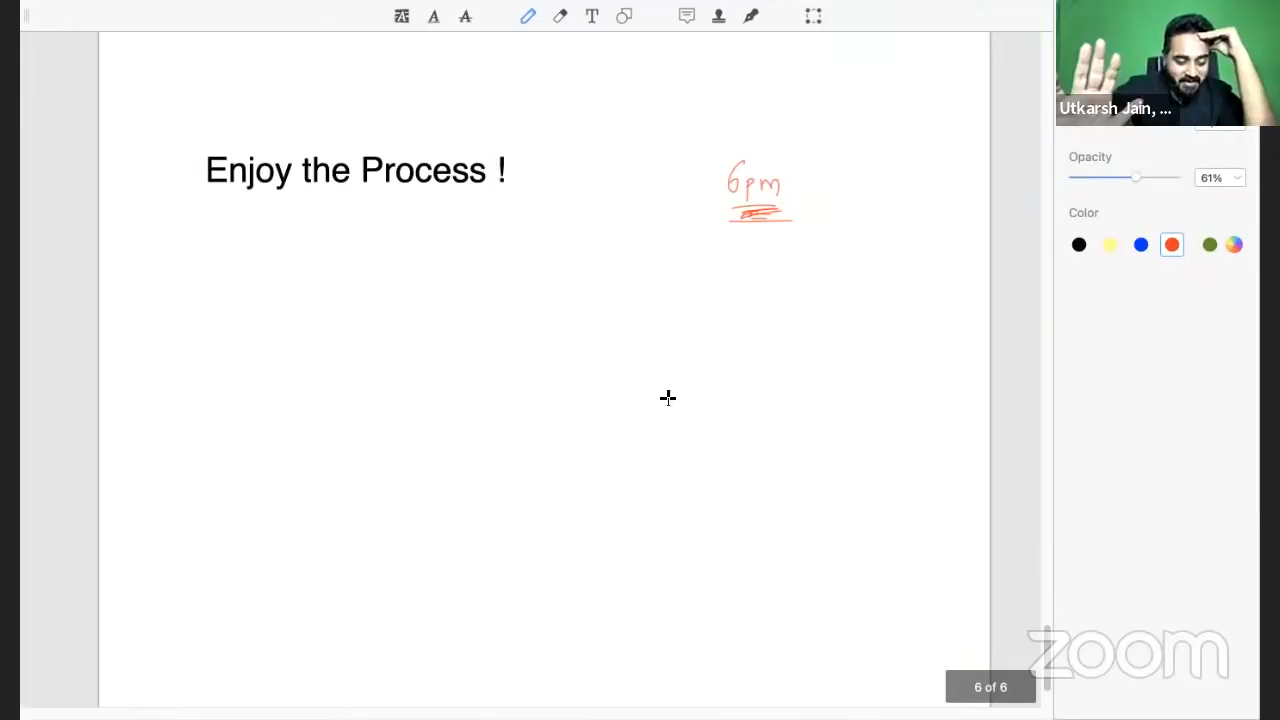 Utkarsh Jain, ...
Opacity
61%
Color
Enjoy the Process !
6pm
zoom
6 of 6